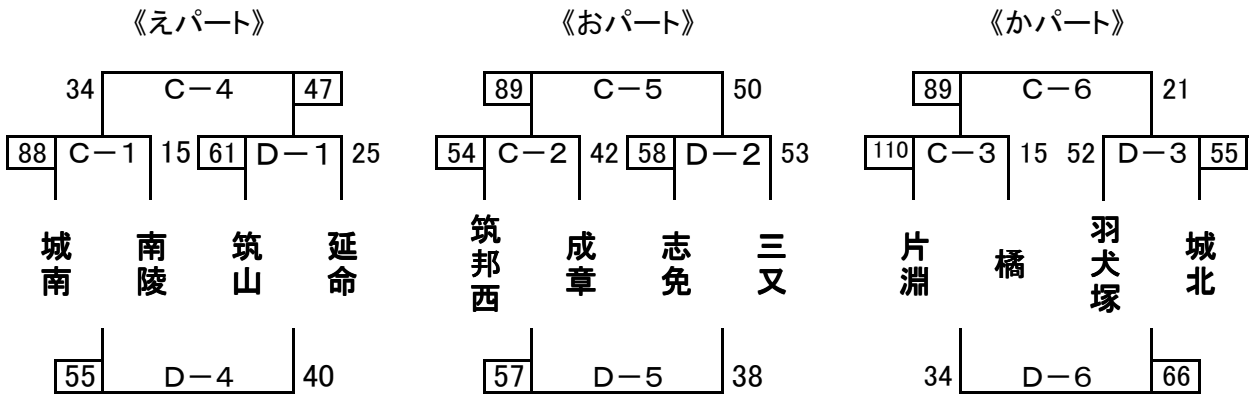 《えパート》 《おパート》 《かパート》
34 C－4 47 89 C－5 50 89 C－6 21
88 C－1 15 61 D－1 25 54 C－2 42 58 D－2 53 110 C－3 15 52 D－3 55
城南 南陵 筑山 延命 筑邦西 成章 志免 三又 片淵 橘 羽犬塚 城北
55 D－4 40 57 D－5 38 34 D－6 66